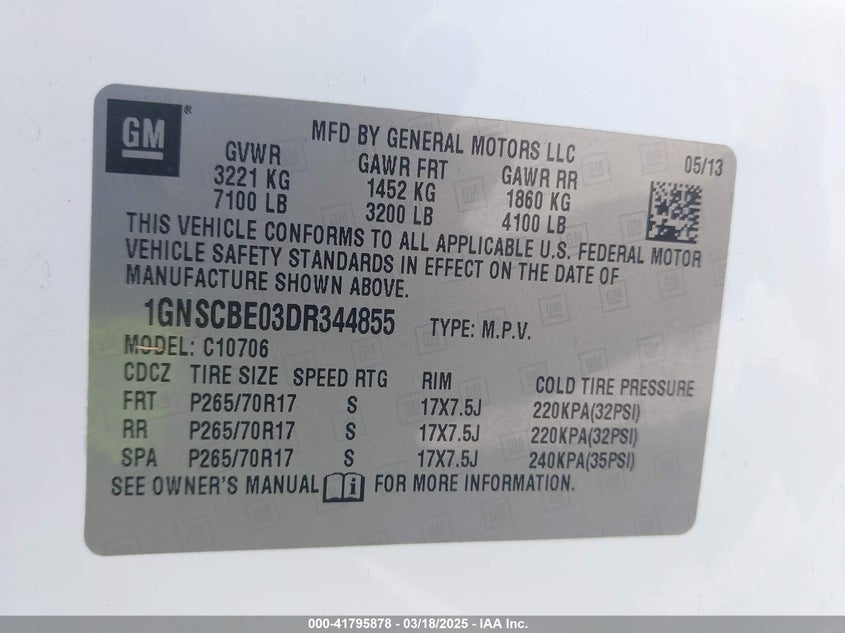 GM ®
MFD BY GENERAL MOTORS LLC
05/13
GVWR GAWR FRT GAWR RR
3221 KG 1452 KG 1860 KG
7100 LB 3200 LB 4100 LB
THIS VEHICLE CONFORMS TO ALL APPLICABLE U.S. FEDERAL MOTOR
VEHICLE SAFETY STANDARDS IN EFFECT ON THE DATE OF
MANUFACTURE SHOWN ABOVE.
1GNSCBE03DR344855 TYPE: M.P.V.
MODEL: C10706
CDCZ TIRE SIZE SPEED RTG RIM COLD TIRE PRESSURE
FRT P265/70R17 S 17X7.5J 220KPA(32PSI)
RR P265/70R17 S 17X7.5J 220KPA(32PSI)
SPA P265/70R17 S 17X7.5J 240KPA(35PSI)
SEE OWNER'S MANUAL i FOR MORE INFORMATION.
000-41795878 - 03/18/2025 - IAA Inc.